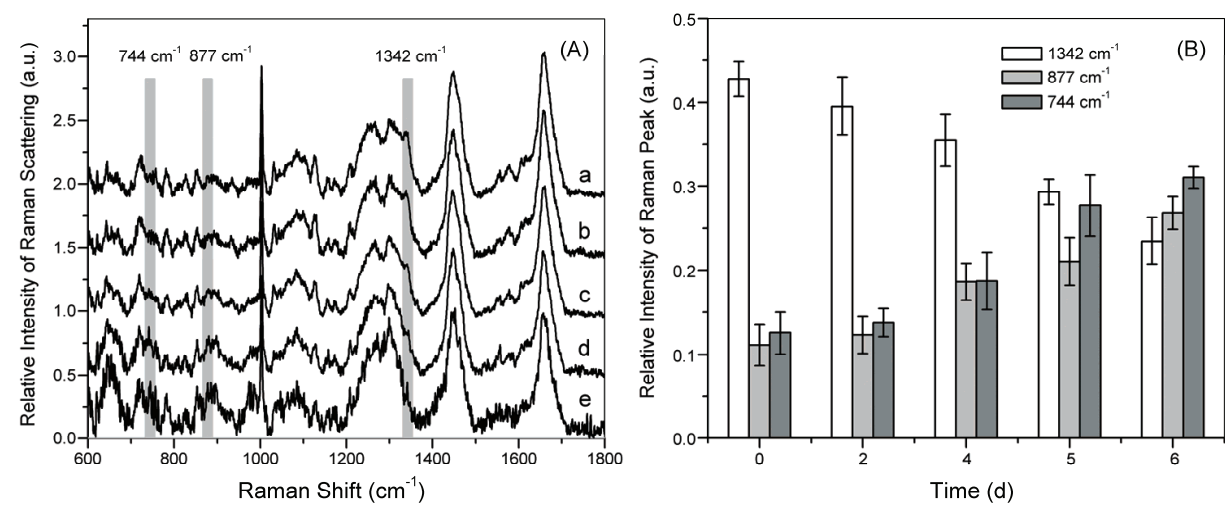 744 cm-1 877 cm-1 1342 cm-1 (A)
3.0
2.5
2.0
1.5
1.0
0.5
0.0
a
b
c
d
e
600 800 1000 1200 1400 1600 1800
Raman Shift (cm-1)
Relative Intensity of Raman Scattering (a.u.)
(B)
1342 cm-1
877 cm-1
744 cm-1
0.5
0.4
0.3
0.2
0.1
0.0
0 2 4 5 6
Time (d)
Relative Intensity of Raman Peak (a.u.)